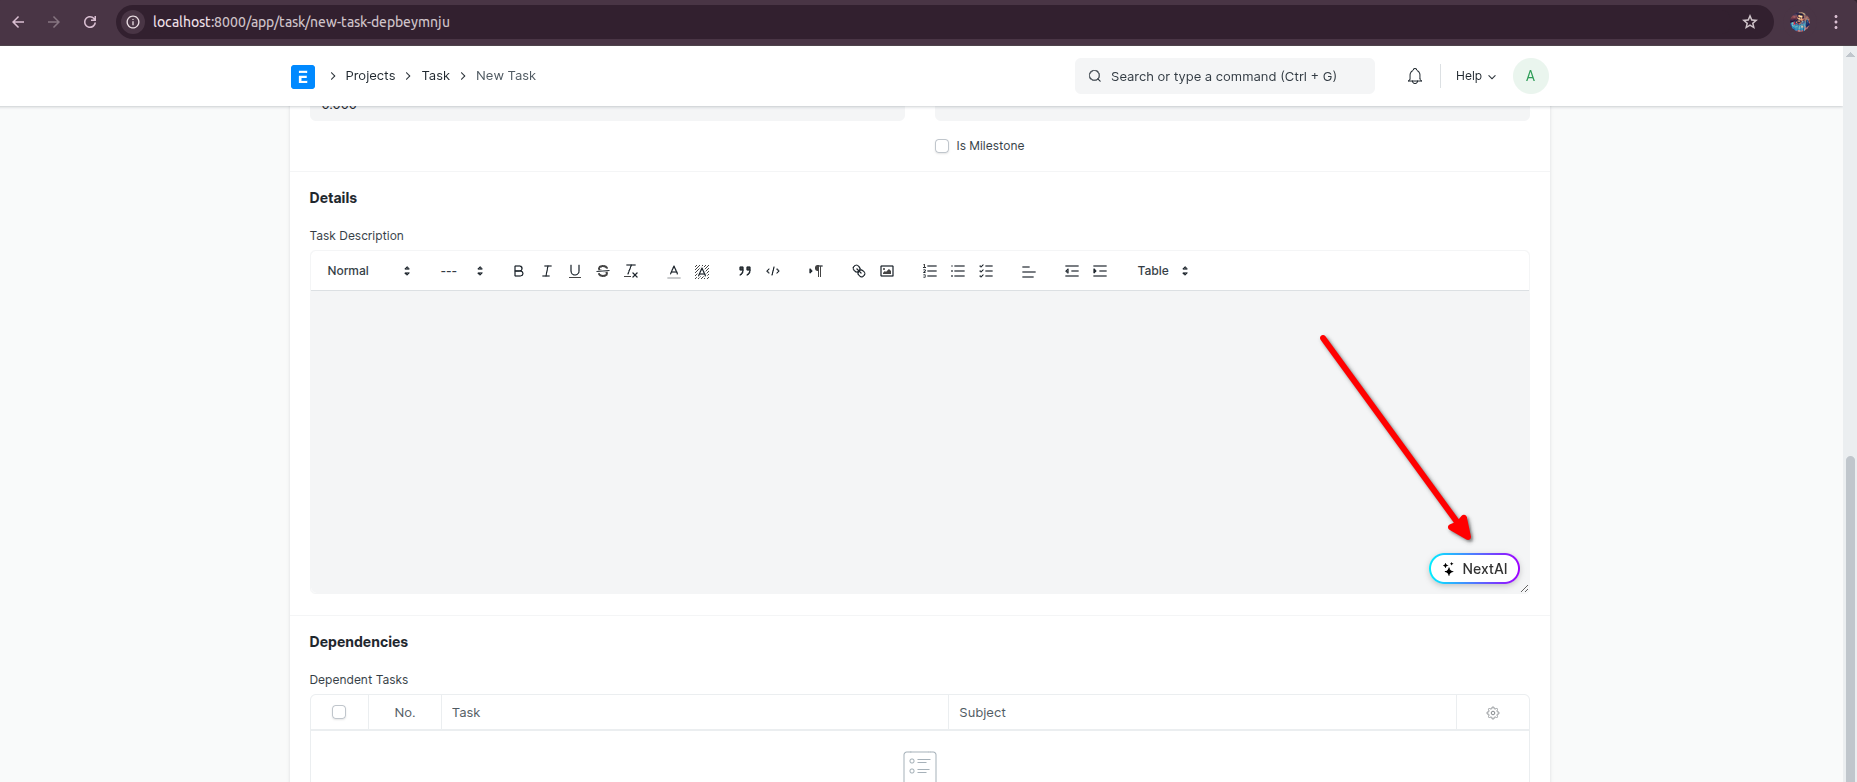 localhost:8000/app/task/new-task-depbeymnju
E > Projects > Task > New Task
Search or type a command (Ctrl + G)
Help
A
Is Milestone
Details
Task Description
Normal --- B I U S Tx A Table
Dependencies
Dependent Tasks
No. Task Subject
NextAI